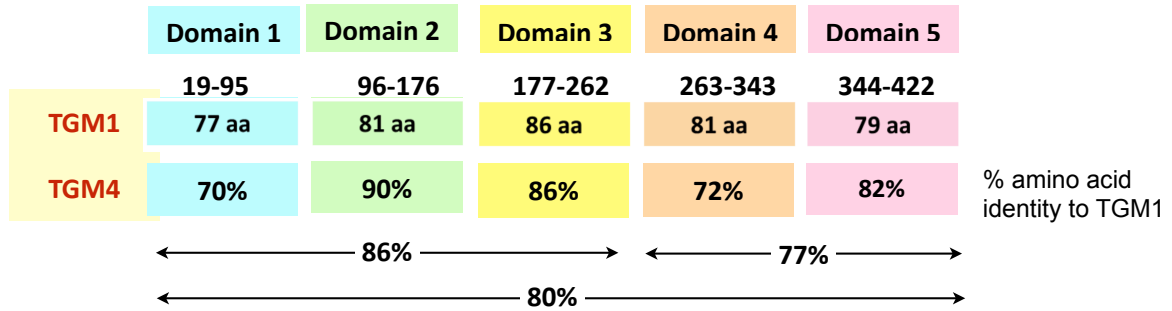 Domain 1 Domain 2 Domain 3 Domain 4 Domain 5
19-95 96-176 177-262 263-343 344-422
TGM1 77 aa 81 aa 86 aa 81 aa 79 aa
TGM4 70% 90% 86% 72% 82% % amino acid
identity to TGM1
86% 77%
80%